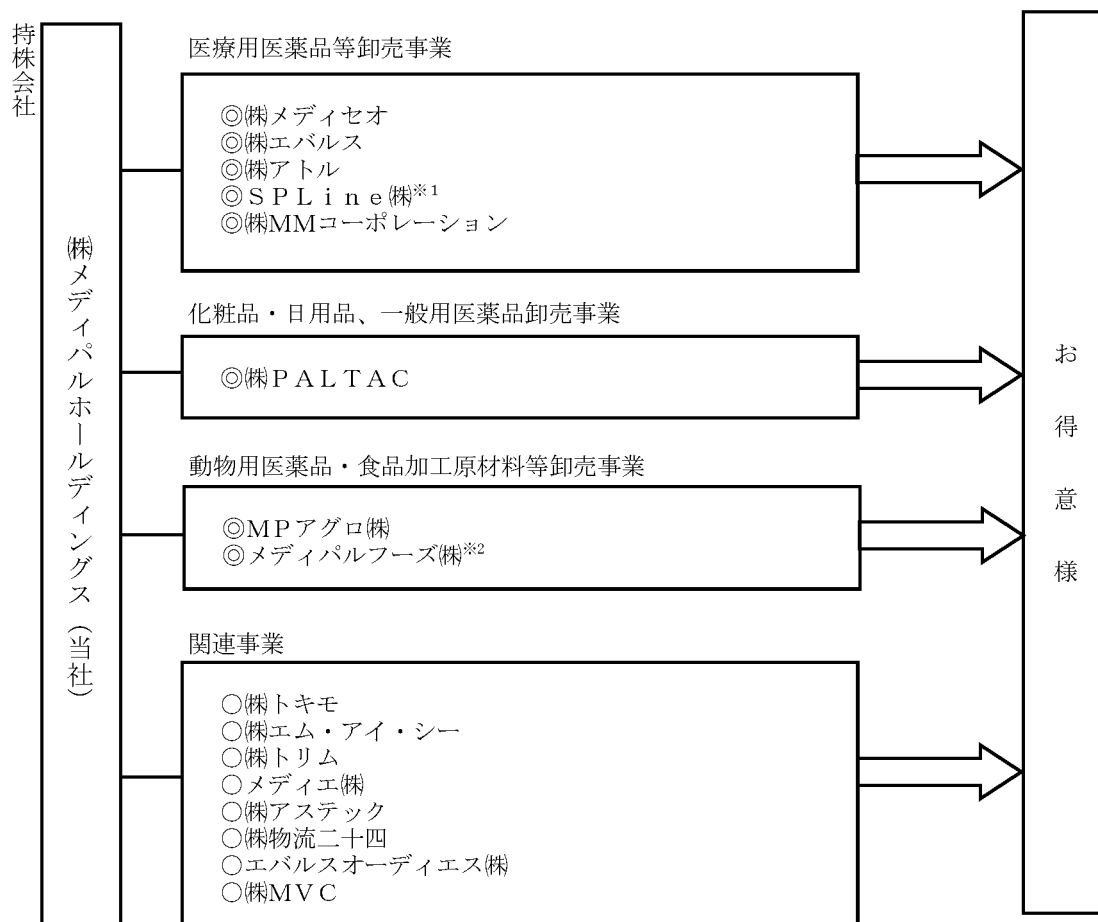 持株会社
㈱メディパルホールディングス（当社）
医療用医薬品等卸売事業
◎㈱メディセオ
◎㈱エバルス
◎㈱アトル
◎ＳＰＬｉｎｅ㈱※1
◎㈱MMコーポレーション
化粧品・日用品、一般用医薬品卸売事業
◎㈱ＰＡＬＴＡＣ
動物用医薬品・食品加工原材料等卸売事業
◎ＭＰアグロ㈱
◎メディパルフーズ㈱※2
関連事業
○㈱トキモ
○㈱エム・アイ・シー
○㈱トリム
○メディエ㈱
○㈱アステック
○㈱物流二十四
○エバルスオーディエス㈱
○㈱ＭＶＣ
お得意様